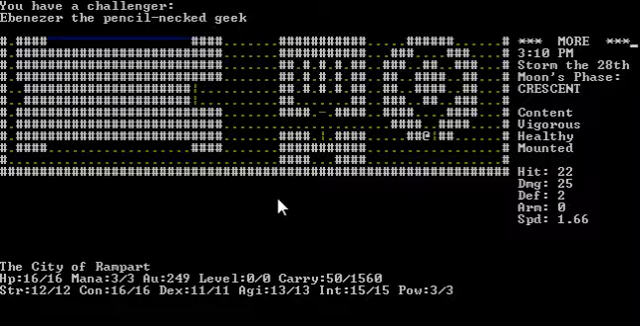 You have a challenger:
Ebenezer the pencil-necked geek
*** MORE ***
3:10 PM
Storm the 28th
Moon's Phase:
CRESCENT
Content
Vigorous
Healthy
Mounted
Hit: 22
Dmg: 25
Def: 2
Arm: 0
Spd: 1.66
The City of Rampart
Hp:16/16 Mana:3/3 Au:249 Level:0/0 Carry:50/1560
Str:12/12 Con:16/16 Dex:11/11 Agi:13/13 Int:15/15 Pow:3/3